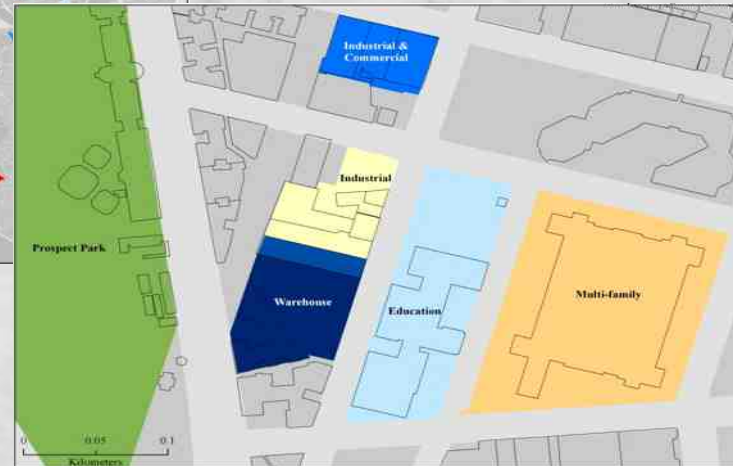 Industrial &
Commercial
Industrial
Prospect Park
Warehouse
Education
Multi-family
0 0.05 0.1
Kilometers